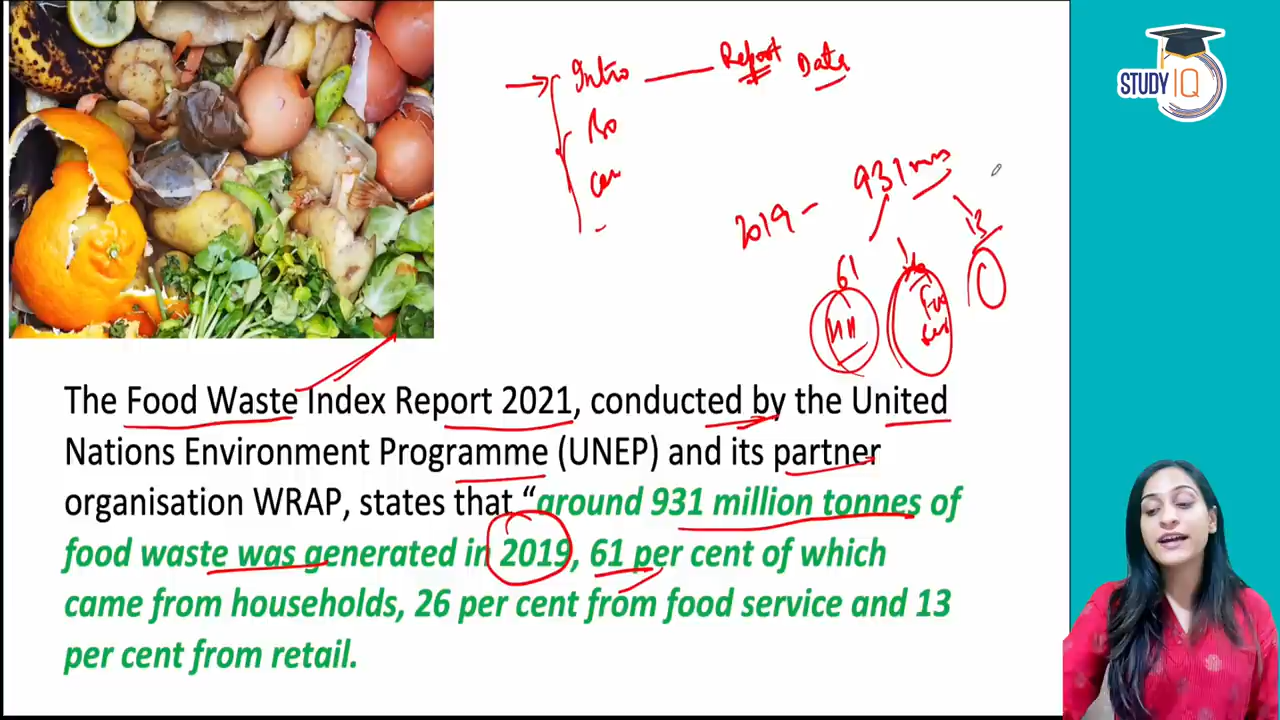 Intro — Report Data
931
2019 –
61
13
HH
STUDY IQ
The Food Waste Index Report 2021, conducted by the United
Nations Environment Programme (UNEP) and its partner
organisation WRAP, states that “around 931 million tonnes of
food waste was generated in 2019, 61 per cent of which
came from households, 26 per cent from food service and 13
per cent from retail.